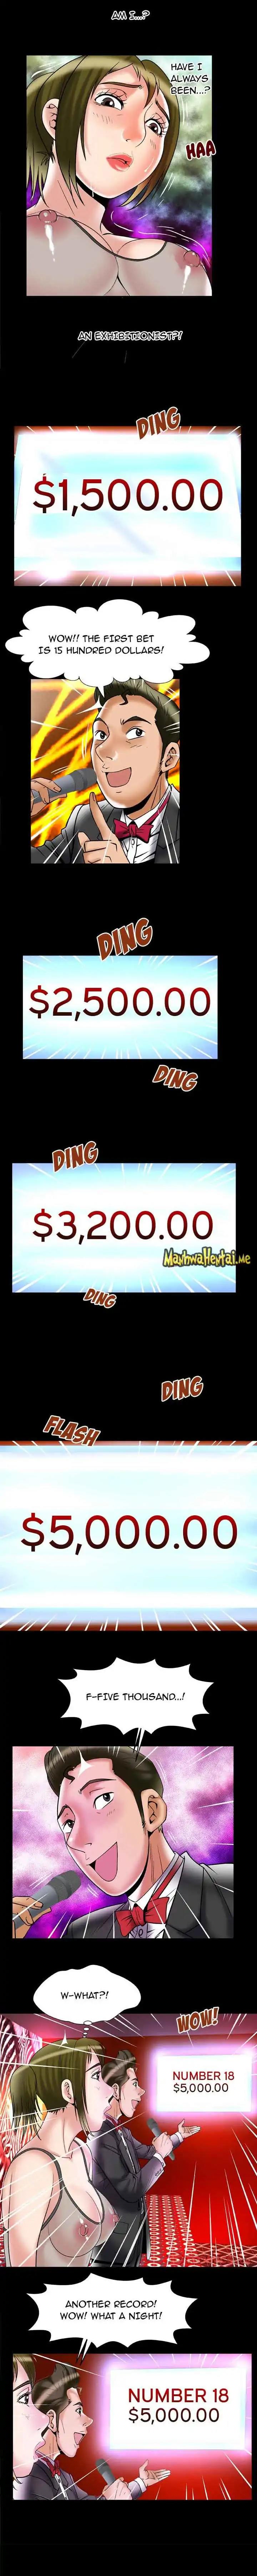 AM I...?
HAVE I
ALWAYS
BEEN...?
HAA
AN EXHIBITIONIST?!
DING
$1,500.00
WOW!! THE FIRST BET
IS 15 HUNDRED DOLLARS!
DING
$2,500.00
DING
DING
$3,200.00
ManhwaHentai.me
DING
DING
FLASH
$5,000.00
F-FIVE THOUSAND...!
W-WHAT?!
WOW!
NUMBER 18
$5,000.00
ANOTHER RECORD!
WOW! WHAT A NIGHT!
NUMBER 18
$5,000.00